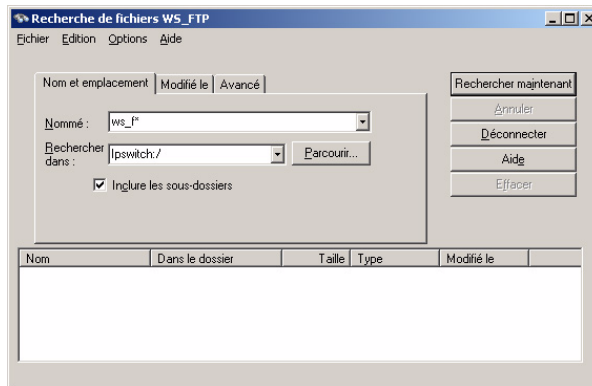 Recherche de fichiers WS_FTP
Fichier Edition Options Aide
Nom et emplacement Modifié le Avancé
Nommé : ws_f*
Rechercher dans : Ipswitch:/ Parcourir...
Inclure les sous-dossiers
Rechercher maintenant
Annuler
Déconnecter
Aide
Effacer
Nom Dans le dossier Taille Type Modifié le